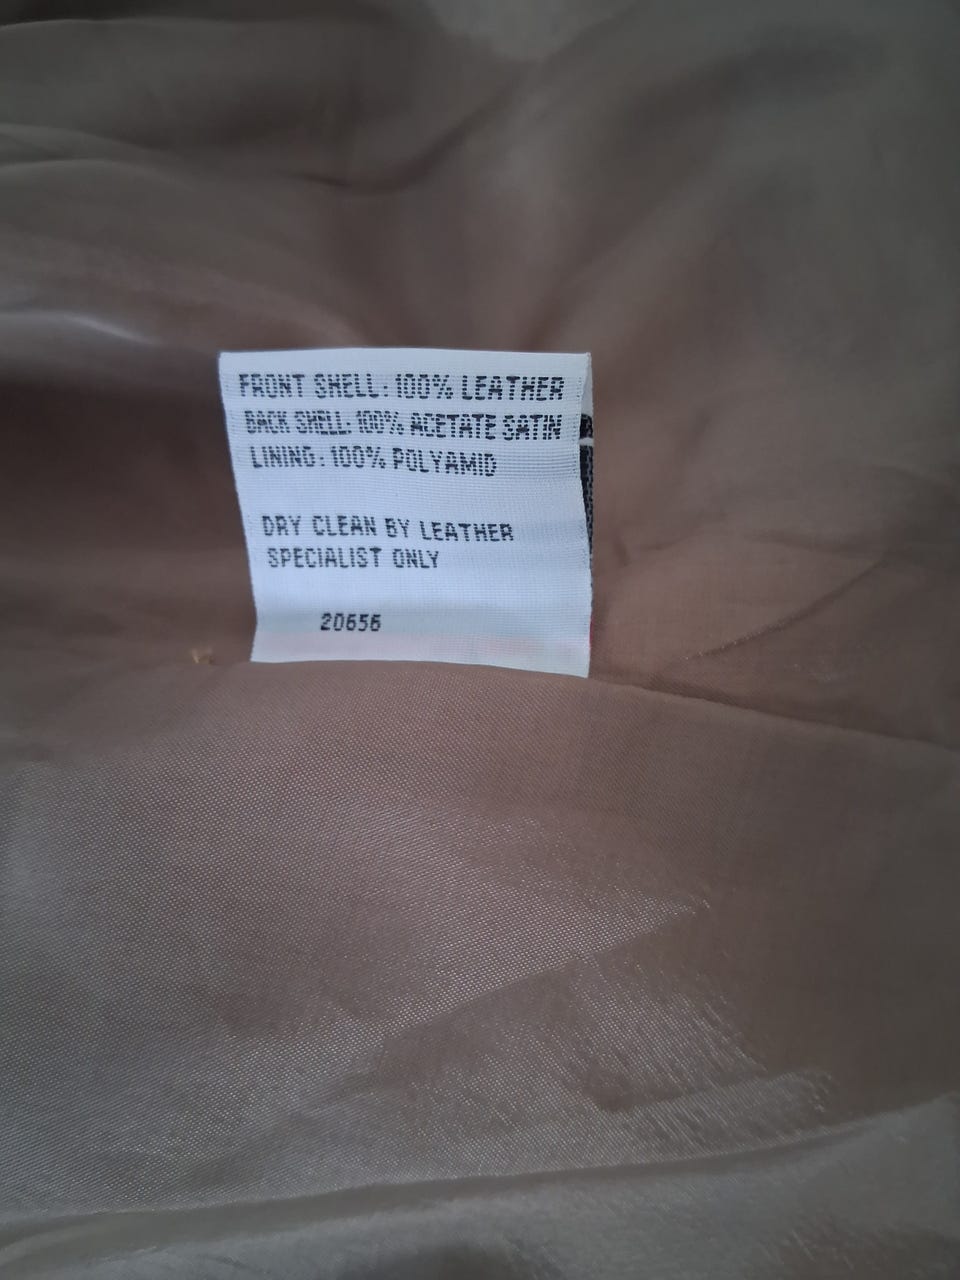 FRONT SHELL: 100% LEATHER
BACK SHELL: 100% ACETATE SATIN
LINING: 100% POLYAMID
DRY CLEAN BY LEATHER
SPECIALIST ONLY
20656